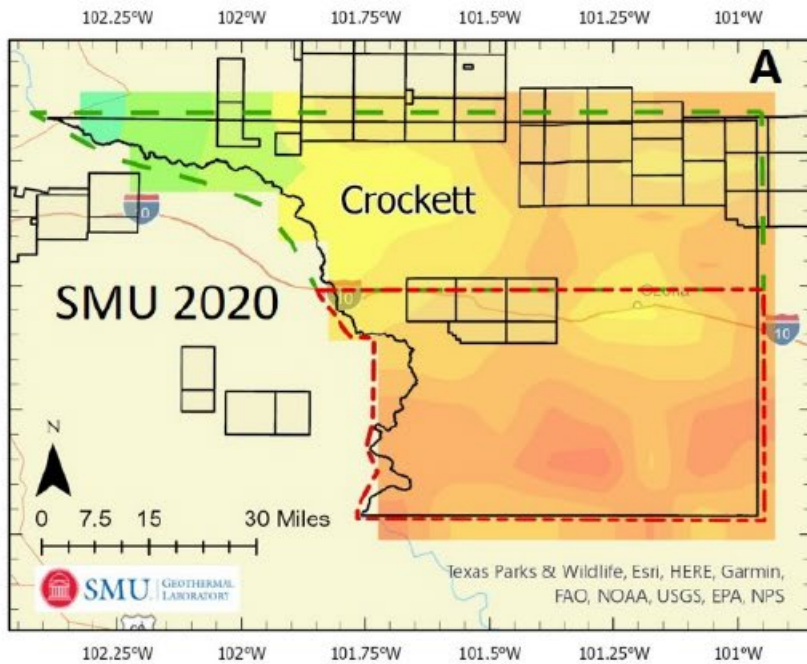 102.25°W 102°W 101.75°W 101.5°W 101.25°W 101°W
A
Crockett
10
SMU 2020
10
Ozona
10
N
0 7.5 15 30 Miles
SMU. GEOTHERMAL
LABORATORY
Texas Parks & Wildlife, Esri, HERE, Garmin,
FAO, NOAA, USGS, EPA, NPS
102.25°W 102°W 101.75°W 101.5°W 101.25°W 101°W